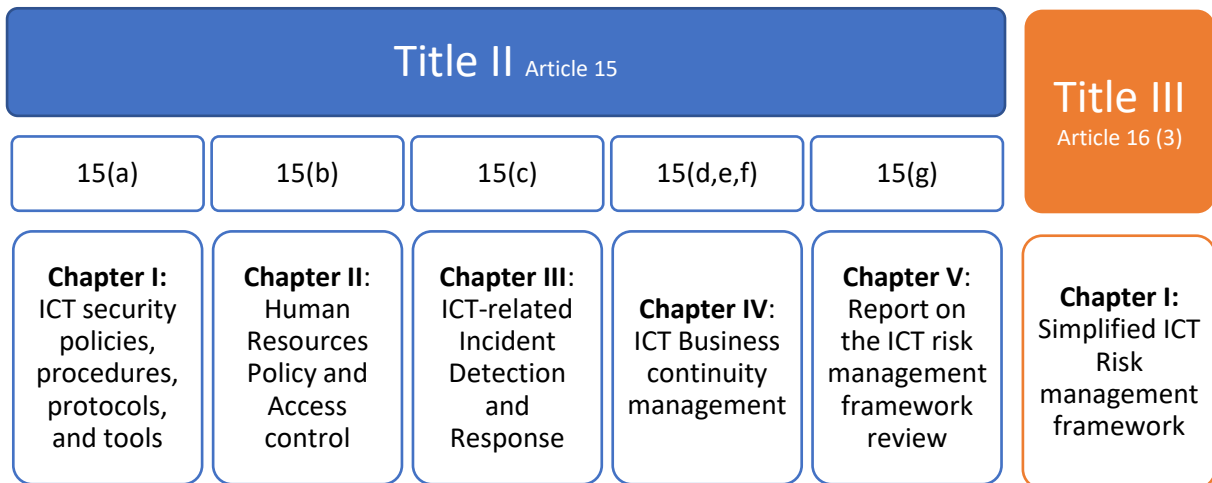 Title II Article 15
Title III
Article 16 (3)
15(a)
15(b)
15(c)
15(d,e,f)
15(g)
Chapter I:
ICT security
policies,
procedures,
protocols,
and tools
Chapter II:
Human
Resources
Policy and
Access
control
Chapter III:
ICT-related
Incident
Detection
and
Response
Chapter IV:
ICT Business
continuity
management
Chapter V:
Report on
the ICT risk
management
framework
review
Chapter I:
Simplified ICT
Risk
management
framework